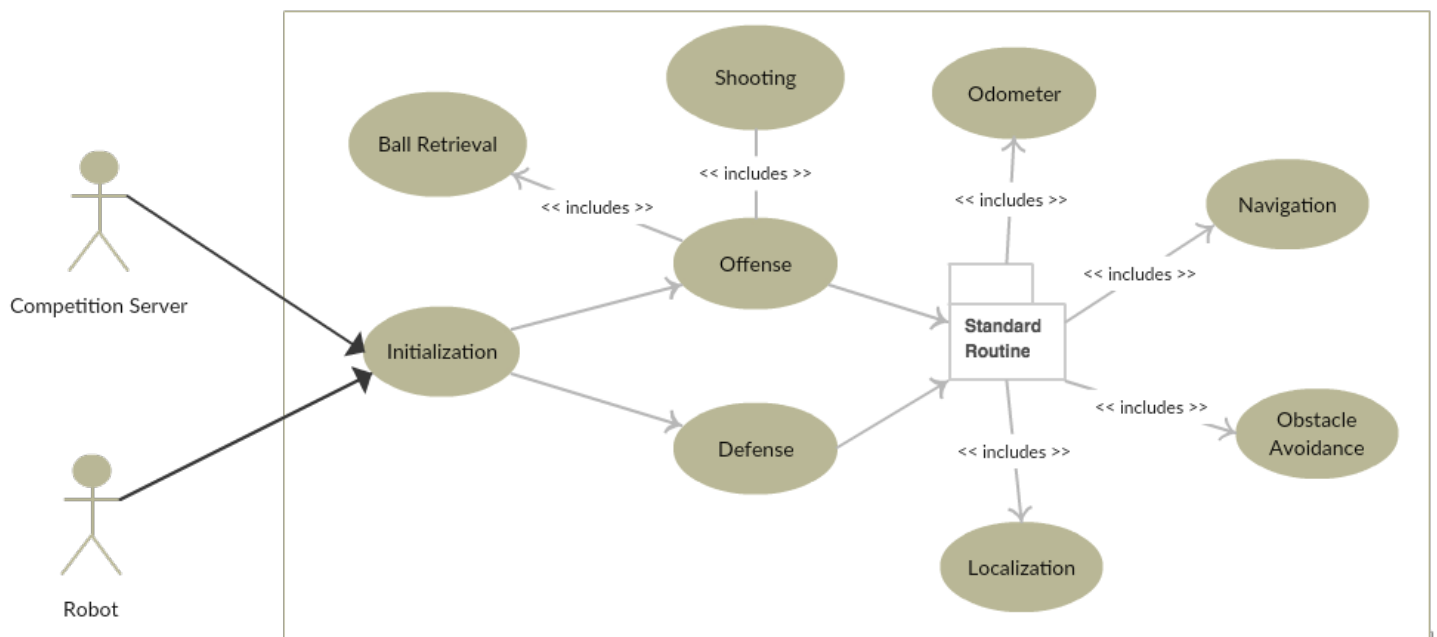 Shooting
Odometer
Ball Retrieval
<< includes >>
<< includes >>
<< includes >>
Navigation
Offense
<< includes >>
Competition Server
Initialization
Standard
Routine
<< includes >>
Obstacle
Avoidance
Defense
<< includes >>
Localization
Robot